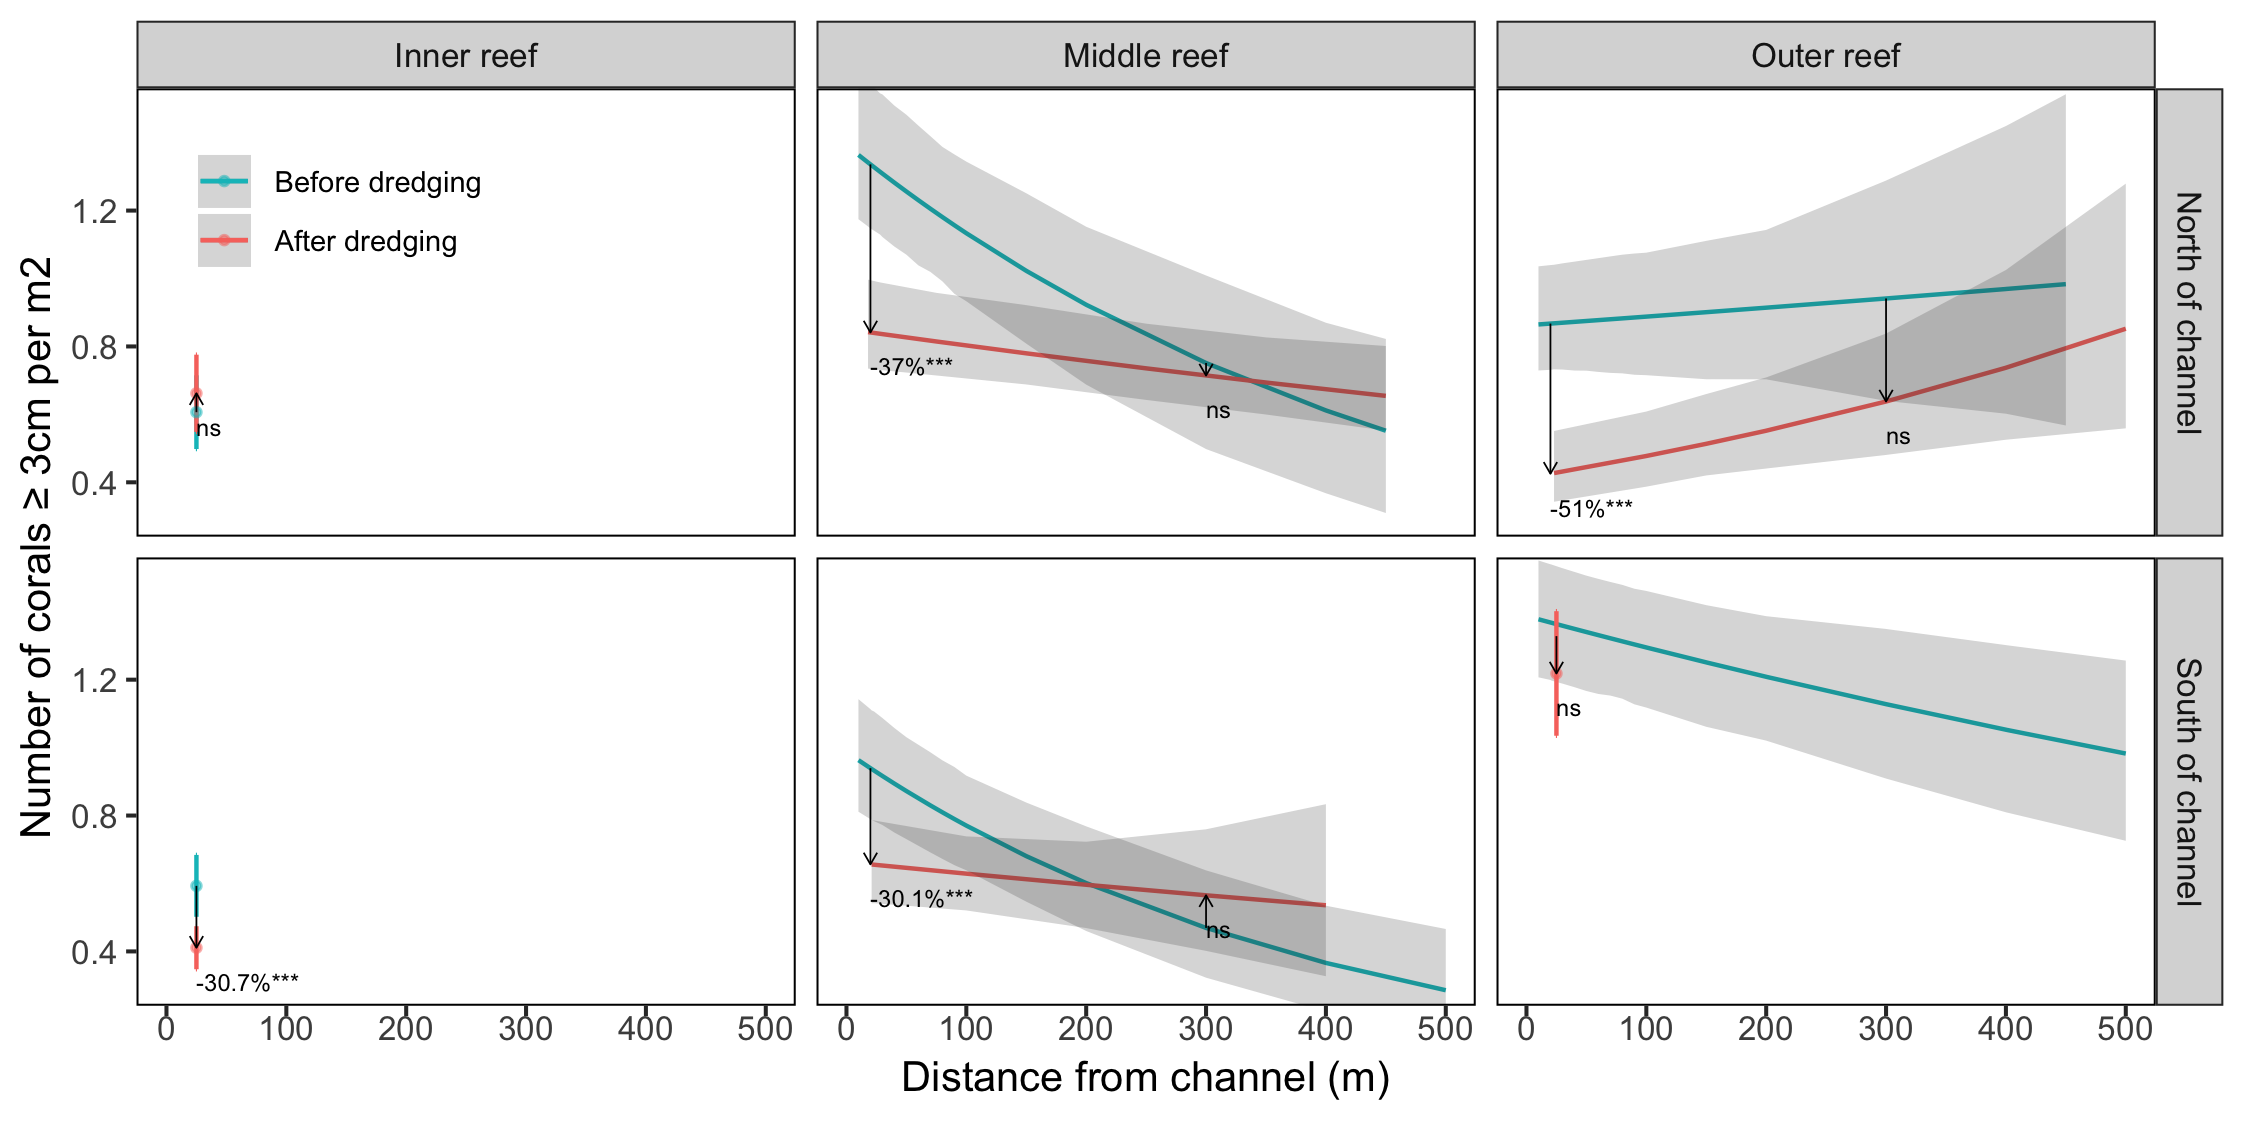 Inner reef
Middle reef
Outer reef
Before dredging
After dredging
Number of corals ≥ 3cm per m2
1.2
0.8
0.4
ns
-37%***
ns
-51%***
ns
North of channel
1.2
0.8
0.4
-30.7%***
-30.1%***
ns
ns
South of channel
0 100 200 300 400 500
0 100 200 300 400 500
0 100 200 300 400 500
Distance from channel (m)